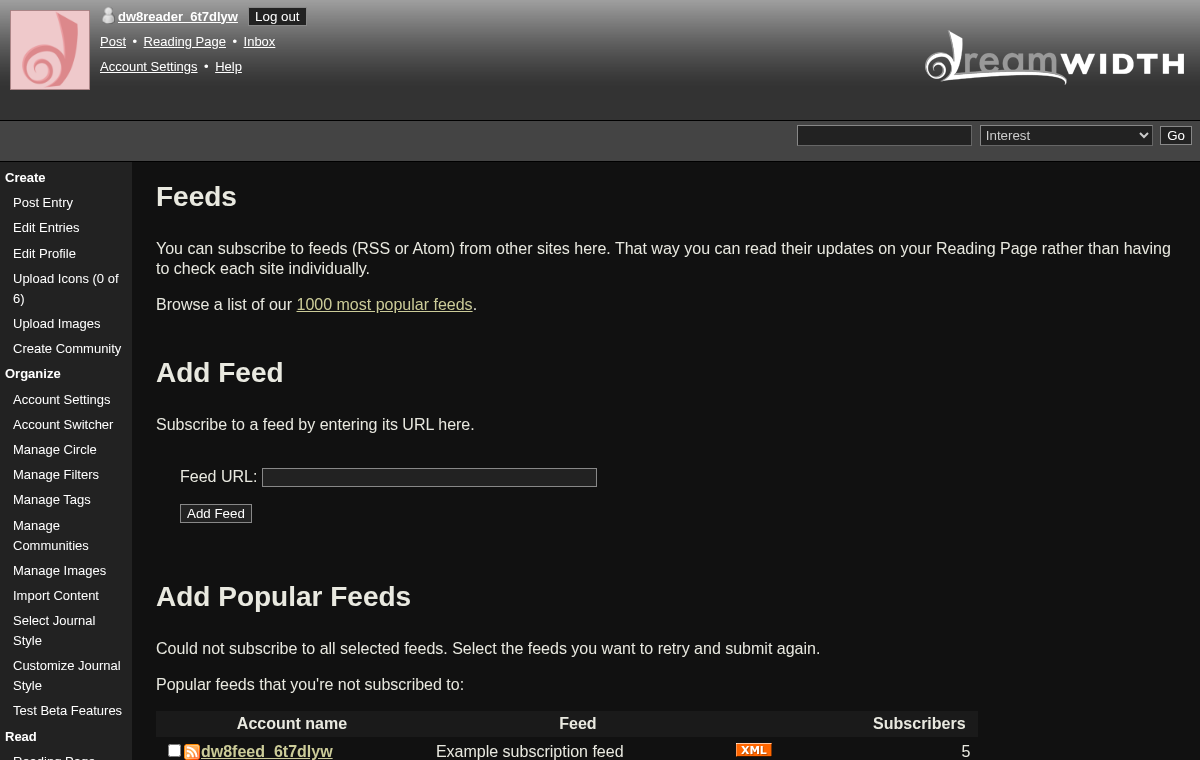 dw8reader_6t7dlyw Log out
Post • Reading Page • Inbox
Account Settings • Help
dreamwidth
Interest Go
Create
Post Entry
Edit Entries
Edit Profile
Upload Icons (0 of
6)
Upload Images
Create Community
Organize
Account Settings
Account Switcher
Manage Circle
Manage Filters
Manage Tags
Manage
Communities
Manage Images
Import Content
Select Journal
Style
Customize Journal
Style
Test Beta Features
Read
Reading Page
Feeds
You can subscribe to feeds (RSS or Atom) from other sites here. That way you can read their updates on your Reading Page rather than having
to check each site individually.
Browse a list of our 1000 most popular feeds.
Add Feed
Subscribe to a feed by entering its URL here.
Feed URL:
Add Feed
Add Popular Feeds
Could not subscribe to all selected feeds. Select the feeds you want to retry and submit again.
Popular feeds that you're not subscribed to:
Account name Feed Subscribers
dw8feed_6t7dlyw Example subscription feed XML 5